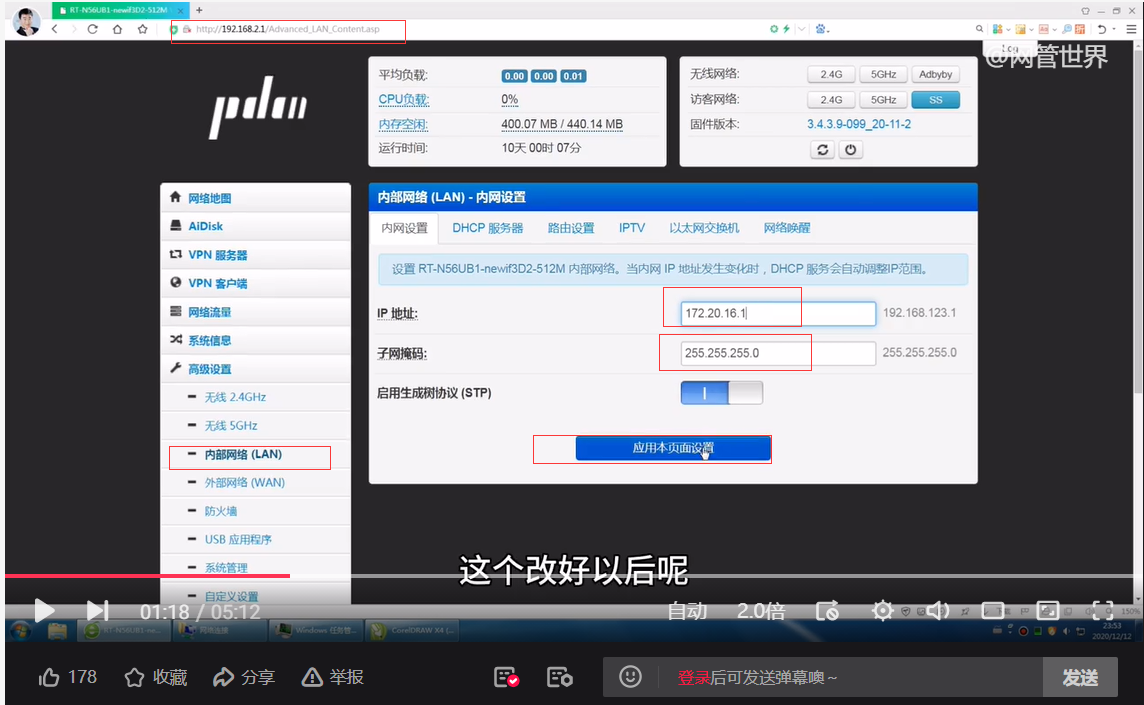 RT-N56UB1-newif3D2-512M
http://192.168.2.1/Advanced_LAN_Content.asp
Log
@网管世界
平均负载: 0.00 0.00 0.01
CPU负载: 0%
内存空闲: 400.07 MB / 440.14 MB
运行时间: 10天 00时 07分
无线网络: 2.4G 5GHz Adbyby
访客网络: 2.4G 5GHz SS
固件版本: 3.4.3.9-099_20-11-2
网络地图
AiDisk
VPN 服务器
VPN 客户端
网络流量
系统信息
高级设置
无线 2.4GHz
无线 5GHz
内部网络 (LAN)
外部网络 (WAN)
防火墙
USB 应用程序
系统管理
自定义设置
内部网络 (LAN) - 内网设置
内网设置 DHCP 服务器 路由设置 IPTV 以太网交换机 网络唤醒
设置 RT-N56UB1-newif3D2-512M 内部网络。当内网 IP 地址发生变化时，DHCP 服务会自动调整IP范围。
IP 地址: 172.20.16.1 192.168.123.1
子网掩码: 255.255.255.0 255.255.255.0
启用生成树协议 (STP)
应用本页面设置
这个改好以后呢
01:18 / 05:12 自动 2.0倍
150%
RT-N56UB1-ne... 网络连接 Windows 任务管... CorelDRAW X4 (...
23:53
2020/12/12
178 收藏 分享 举报
登录后可发送弹幕噢~ 发送